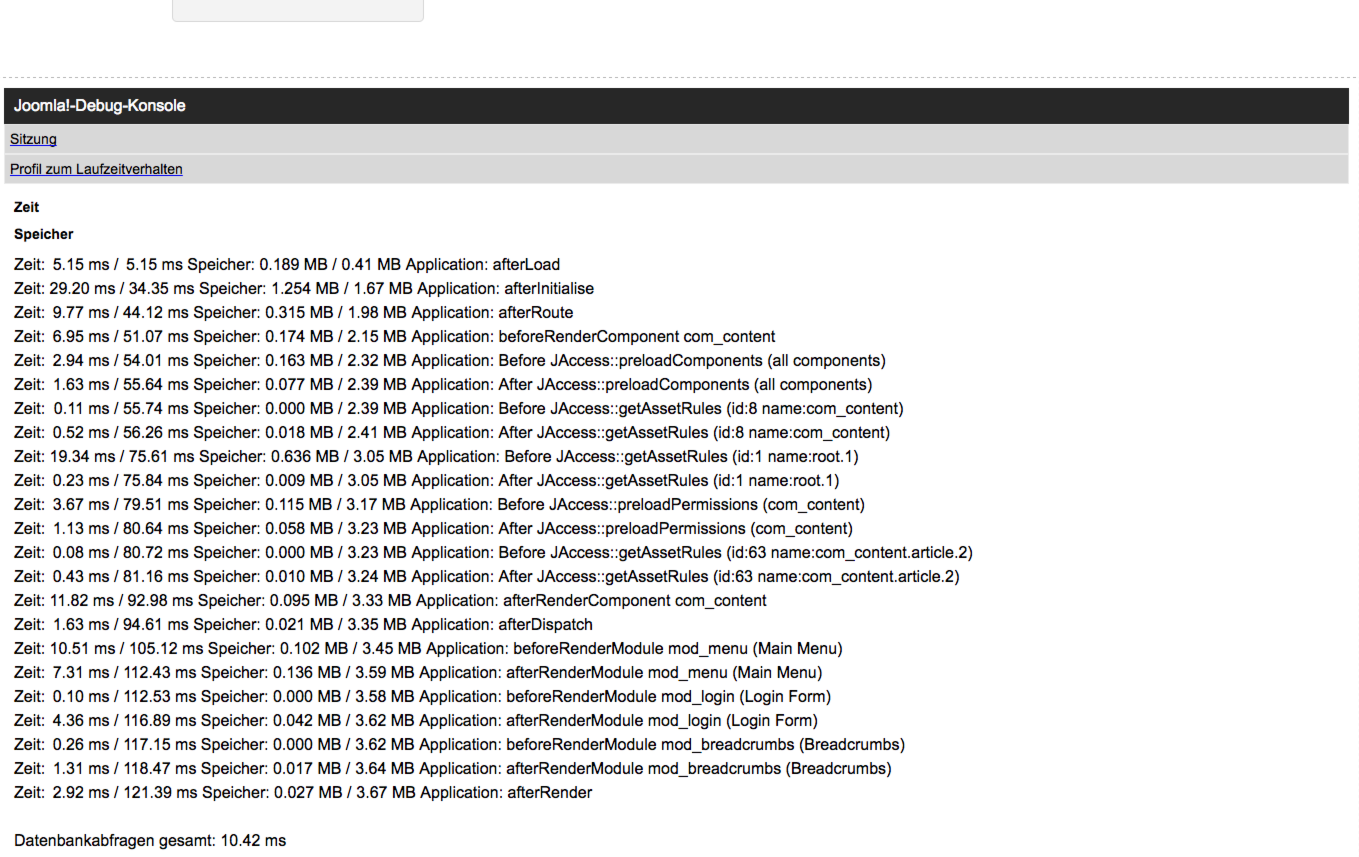 Joomla!-Debug-Konsole
Sitzung
Profil zum Laufzeitverhalten
Zeit
Speicher
Zeit: 5.15 ms / 5.15 ms Speicher: 0.189 MB / 0.41 MB Application: afterLoad
Zeit: 29.20 ms / 34.35 ms Speicher: 1.254 MB / 1.67 MB Application: afterInitialise
Zeit: 9.77 ms / 44.12 ms Speicher: 0.315 MB / 1.98 MB Application: afterRoute
Zeit: 6.95 ms / 51.07 ms Speicher: 0.174 MB / 2.15 MB Application: beforeRenderComponent com_content
Zeit: 2.94 ms / 54.01 ms Speicher: 0.163 MB / 2.32 MB Application: Before JAccess::preloadComponents (all components)
Zeit: 1.63 ms / 55.64 ms Speicher: 0.077 MB / 2.39 MB Application: After JAccess::preloadComponents (all components)
Zeit: 0.11 ms / 55.74 ms Speicher: 0.000 MB / 2.39 MB Application: Before JAccess::getAssetRules (id:8 name:com_content)
Zeit: 0.52 ms / 56.26 ms Speicher: 0.018 MB / 2.41 MB Application: After JAccess::getAssetRules (id:8 name:com_content)
Zeit: 19.34 ms / 75.61 ms Speicher: 0.636 MB / 3.05 MB Application: Before JAccess::getAssetRules (id:1 name:root.1)
Zeit: 0.23 ms / 75.84 ms Speicher: 0.009 MB / 3.05 MB Application: After JAccess::getAssetRules (id:1 name:root.1)
Zeit: 3.67 ms / 79.51 ms Speicher: 0.115 MB / 3.17 MB Application: Before JAccess::preloadPermissions (com_content)
Zeit: 1.13 ms / 80.64 ms Speicher: 0.058 MB / 3.23 MB Application: After JAccess::preloadPermissions (com_content)
Zeit: 0.08 ms / 80.72 ms Speicher: 0.000 MB / 3.23 MB Application: Before JAccess::getAssetRules (id:63 name:com_content.article.2)
Zeit: 0.43 ms / 81.16 ms Speicher: 0.010 MB / 3.24 MB Application: After JAccess::getAssetRules (id:63 name:com_content.article.2)
Zeit: 11.82 ms / 92.98 ms Speicher: 0.095 MB / 3.33 MB Application: afterRenderComponent com_content
Zeit: 1.63 ms / 94.61 ms Speicher: 0.021 MB / 3.35 MB Application: afterDispatch
Zeit: 10.51 ms / 105.12 ms Speicher: 0.102 MB / 3.45 MB Application: beforeRenderModule mod_menu (Main Menu)
Zeit: 7.31 ms / 112.43 ms Speicher: 0.136 MB / 3.59 MB Application: afterRenderModule mod_menu (Main Menu)
Zeit: 0.10 ms / 112.53 ms Speicher: 0.000 MB / 3.58 MB Application: beforeRenderModule mod_login (Login Form)
Zeit: 4.36 ms / 116.89 ms Speicher: 0.042 MB / 3.62 MB Application: afterRenderModule mod_login (Login Form)
Zeit: 0.26 ms / 117.15 ms Speicher: 0.000 MB / 3.62 MB Application: beforeRenderModule mod_breadcrumbs (Breadcrumbs)
Zeit: 1.31 ms / 118.47 ms Speicher: 0.017 MB / 3.64 MB Application: afterRenderModule mod_breadcrumbs (Breadcrumbs)
Zeit: 2.92 ms / 121.39 ms Speicher: 0.027 MB / 3.67 MB Application: afterRender
Datenbankabfragen gesamt: 10.42 ms